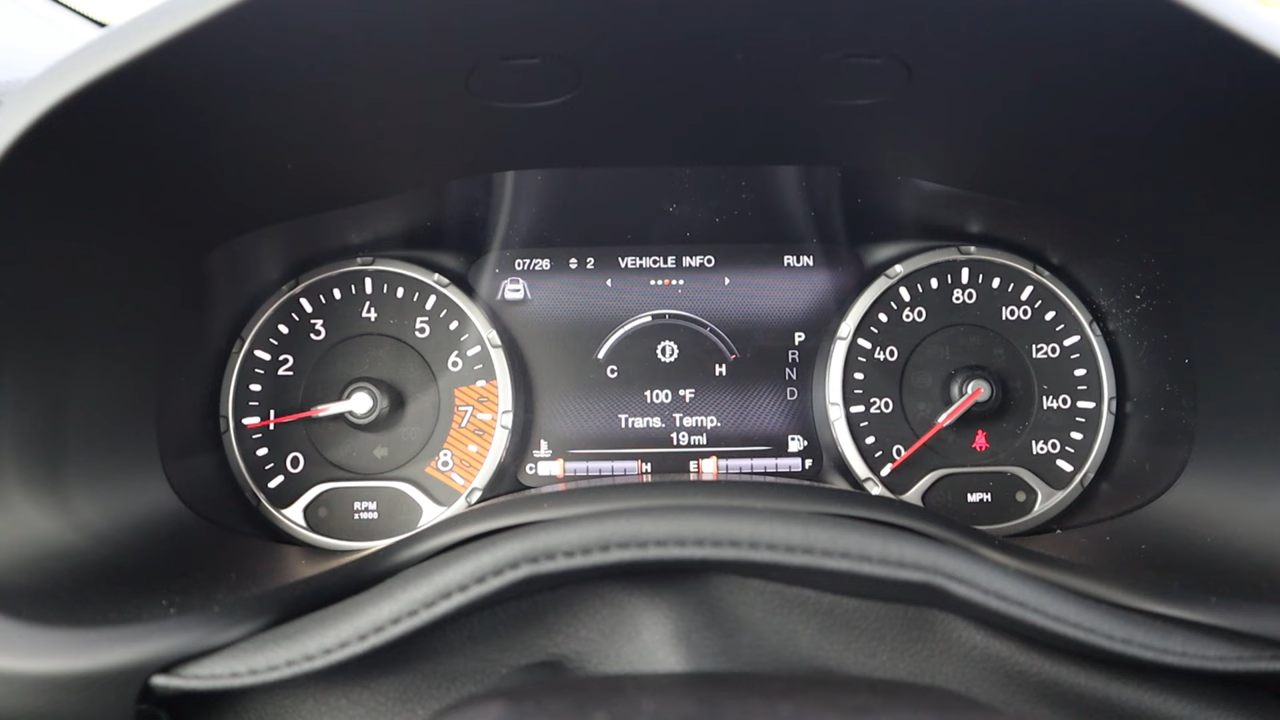 07/26 2 VEHICLE INFO RUN
C H
100 °F
Trans. Temp.
19 mi
C H E F
P
R
N
D
0 1 2 3 4 5 6 7 8
RPM
x1000
0 20 40 60 80 100 120 140 160
MPH